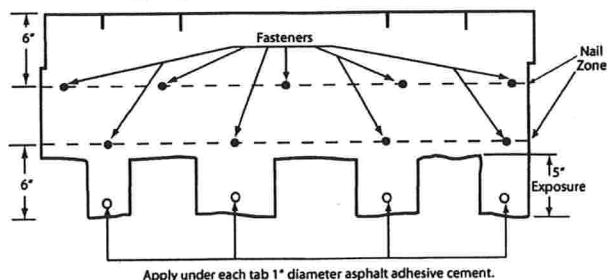 6"
Fasteners
Nail
Zone
6"
5"
Exposure
Apply under each tab 1" diameter asphalt adhesive cement.